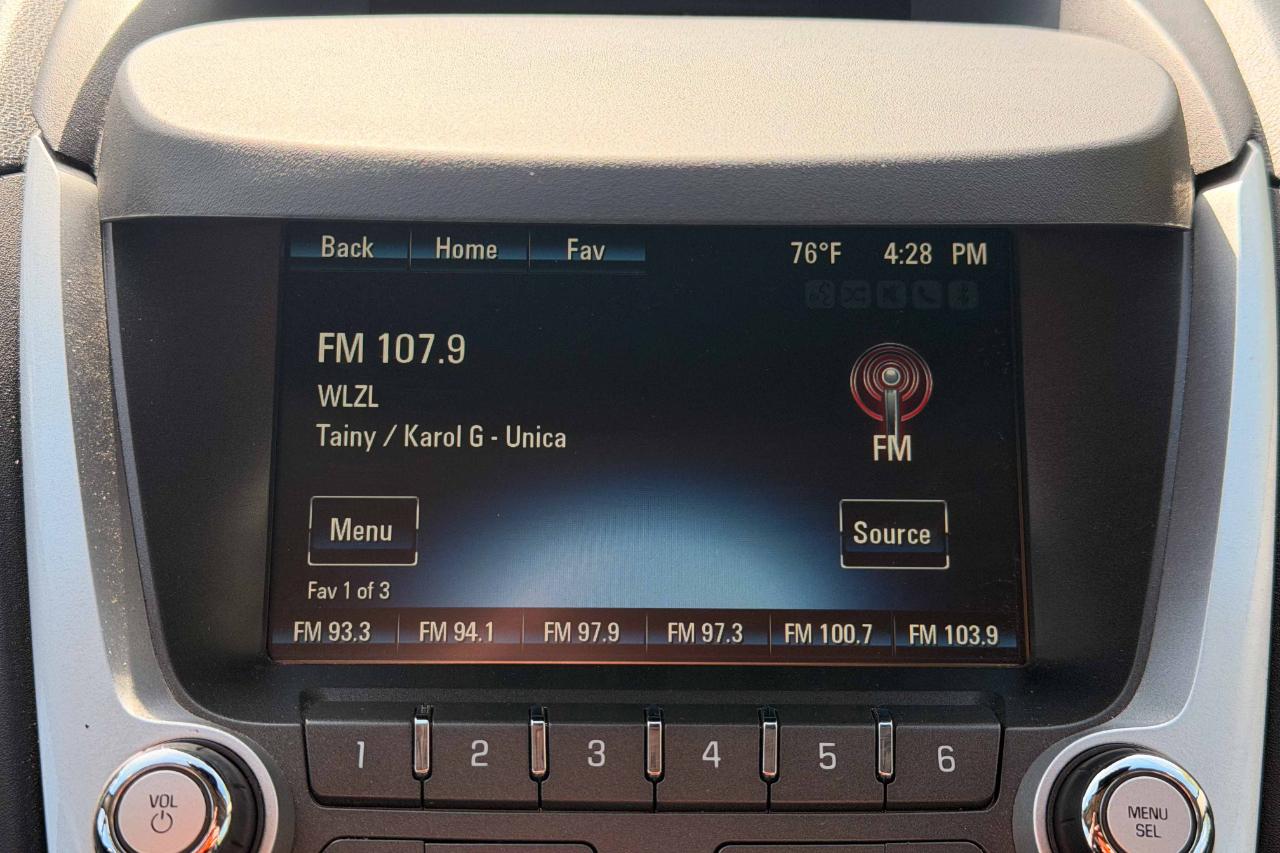 Back Home Fav 76°F 4:28 PM
FM 107.9
WLZL
Tainy / Karol G - Unica
FM
Menu
Source
Fav 1 of 3
FM 93.3 FM 94.1 FM 97.9 FM 97.3 FM 100.7 FM 103.9
1 2 3 4 5 6
VOL
MENU
SEL